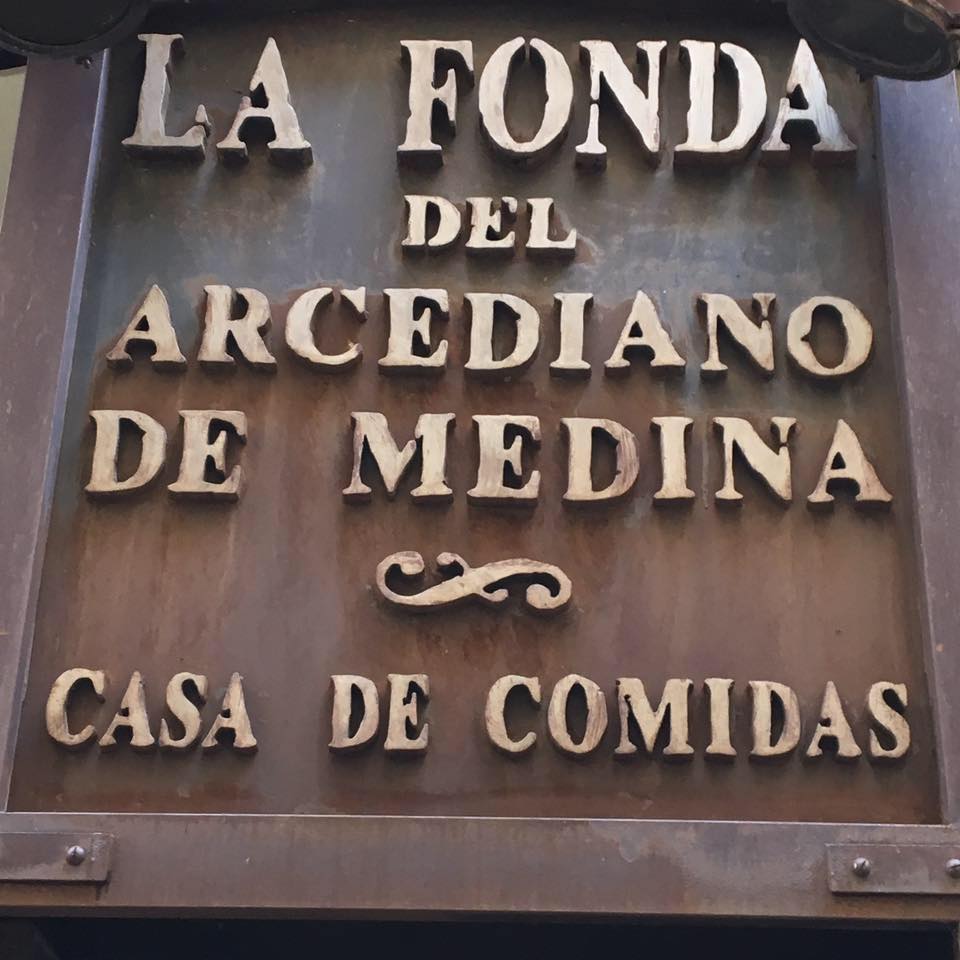 LA FONDA
DEL
ARCEDIANO
DE MEDINA
CASA DE COMIDAS